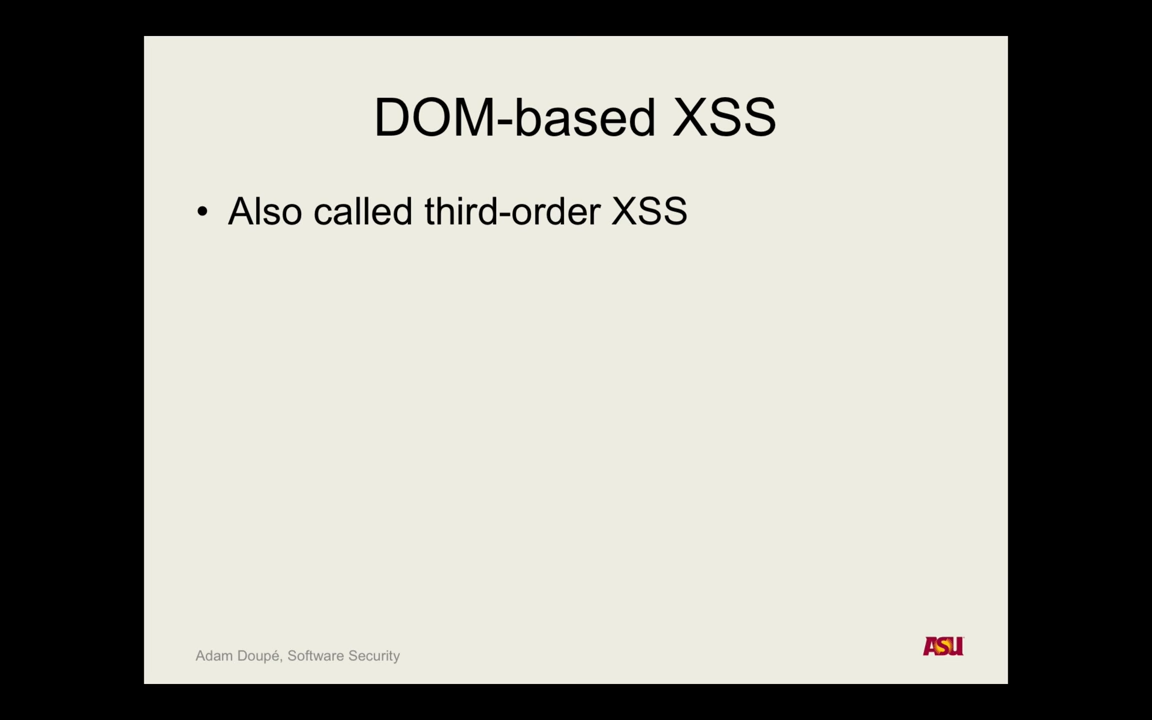 DOM-based XSS
• Also called third-order XSS
Adam Doupé, Software Security
ASU